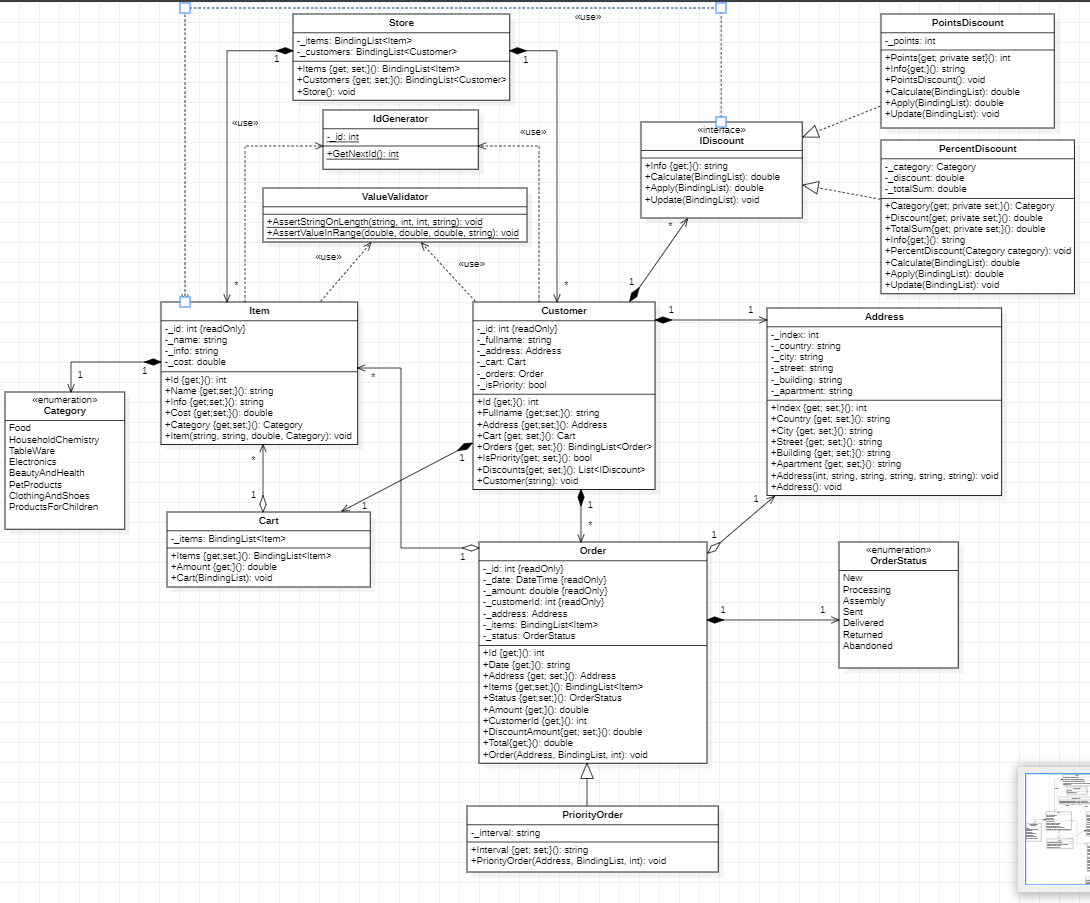 «use»
Store
-_items: BindingList<Item>
-_customers: BindingList<Customer>
+Items {get; set;}(): BindingList<Item>
+Customers {get; set;}(): BindingList<Customer>
+Store(): void
1
1
«use»
«use»
IdGenerator
-_id: int
+GetNextId(): int
ValueValidator
+AssertStringOnLength(string, int, int, string): void
+AssertValueInRange(double, double, double, string): void
«use»
«use»
«interface»
IDiscount
+Info {get;}(): string
+Calculate(BindingList): double
+Apply(BindingList): double
+Update(BindingList): void
PointsDiscount
-_points: int
+Points{get; private set}(): int
+Info{get;}(): string
+PointsDiscount(): void
+Calculate(BindingList): double
+Apply(BindingList): double
+Update(BindingList): void
PercentDiscount
-_category: Category
-_discount: double
-_totalSum: double
+Category{get; private set;}(): Category
+Discount{get; private set;}(): double
+TotalSum{get; private set;}(): double
+Info{get;}(): string
+PercentDiscount(Category category): void
+Calculate(BindingList): double
+Apply(BindingList): double
+Update(BindingList): void
*
*
*
1
Item
-_id: int {readOnly}
-_name: string
-_info: string
-_cost: double
+Id {get;}(): int
+Name {get;set;}(): string
+Info {get;set;}(): string
+Cost {get;set;}(): double
+Category {get;set;}(): Category
+Item(string, string, double, Category): void
1
1
*
«enumeration»
Category
Food
HouseholdChemistry
TableWare
Electronics
BeautyAndHealth
PetProducts
ClothingAndShoes
ProductsForChildren
Customer
-_id: int {readOnly}
-_fullname: string
-_address: Address
-_cart: Cart
-_orders: Order
-_isPriority: bool
+Id {get;}(): int
+Fullname {get;set;}(): string
+Address {get;set;}(): Address
+Cart {get; set;}(): Cart
+Orders {get; set;}(): BindingList<Order>
+IsPriority{get; set;}(): bool
+Discounts{get; set;}(): List<IDiscount>
+Customer(string): void
1
1
Address
-_index: int
-_country: string
-_city: string
-_street: string
-_building: string
-_apartment: string
+Index {get; set;}(): int
+Country {get; set;}(): string
+City {get; set;}(): string
+Street {get; set;}(): string
+Building {get; set;}(): string
+Apartment {get; set;}(): string
+Address(int, string, string, string, string, string): void
+Address(): void
*
1
1
1
1
*
1
1
1
Cart
-_items: BindingList<Item>
+Items {get;set;}(): BindingList<Item>
+Amount {get;}(): double
+Cart(BindingList): void
Order
-_id: int {readOnly}
-_date: DateTime {readOnly}
-_amount: double {readOnly}
-_customerId: int {readOnly}
-_address: Address
-_items: BindingList<Item>
-_status: OrderStatus
+Id {get;}(): int
+Date {get;}(): string
+Address {get; set;}(): Address
+Items {get;set;}(): BindingList<Item>
+Status {get;set;}(): OrderStatus
+Amount {get;}(): double
+CustomerId {get;}(): int
+DiscountAmount{get; set;}(): double
+Total{get;}(): double
+Order(Address, BindingList, int): void
1
1
«enumeration»
OrderStatus
New
Processing
Assembly
Sent
Delivered
Returned
Abandoned
PriorityOrder
-_interval: string
+Interval {get; set;}(): string
+PriorityOrder(Address, BindingList, int): void